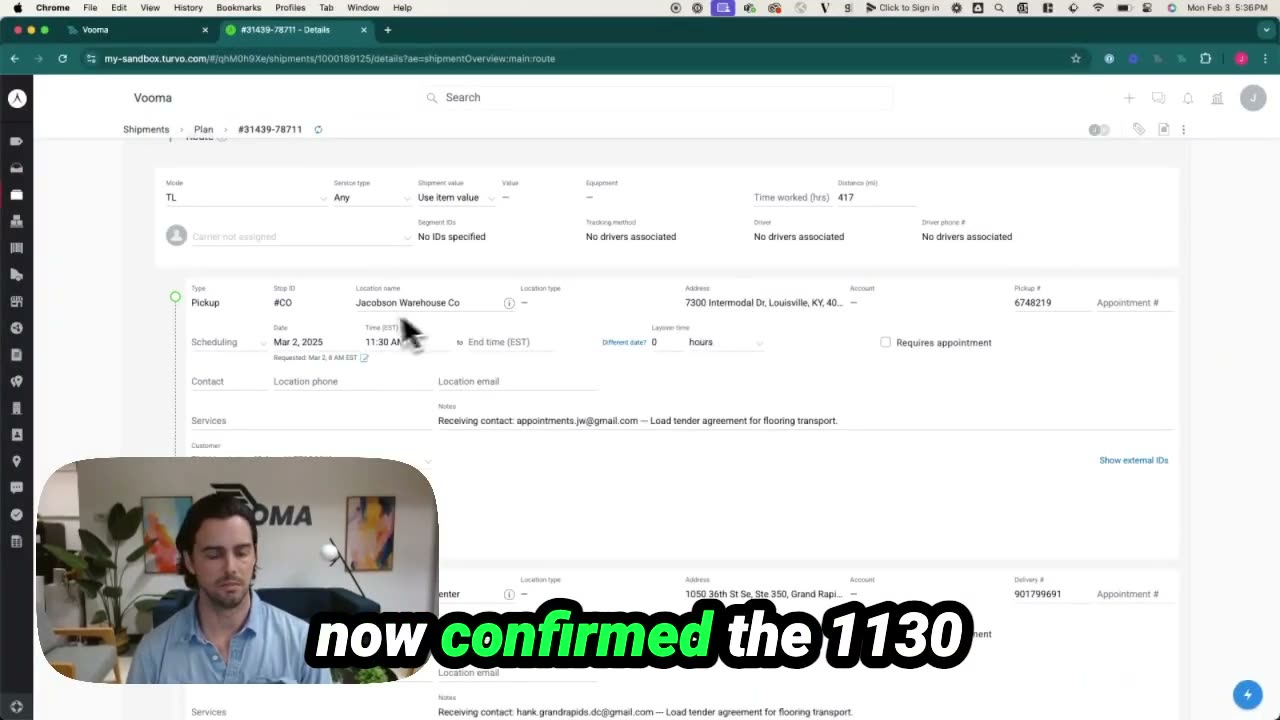 Chrome File Edit View History Bookmarks Profiles Tab Window Help Click to Sign in Mon Feb 3 5:36 PM
Vooma #31439-78711 - Details
my-sandbox.turvo.com/#/qhM0h9Xe/shipments/1000189125/details?ae=shipmentOverview:main:route
Vooma Search J
Shipments › Plan › #31439-78711
Route
Mode Service type Shipment value Value Equipment Distance (mi)
TL Any Use item value — — Time worked (hrs) 417
Segment IDs Tracking method Driver Driver phone #
Carrier not assigned No IDs specified No drivers associated No drivers associated No drivers associated
Type Stop ID Location name Location type Address Account Pickup #
Pickup #CO Jacobson Warehouse Co — 7300 Intermodal Dr, Louisville, KY, 40... — 6748219 Appointment #
Date Time (EST) Layover time
Scheduling Mar 2, 2025 11:30 AM to End time (EST) Different date? 0 hours Requires appointment
Requested: Mar 2, 8 AM EST
Contact Location phone Location email
Notes
Services Receiving contact: appointments.jw@gmail.com — Load tender agreement for flooring transport.
Customer
Show external IDs
OMA
Location type Address Account Delivery #
enter — 1050 36th St Se, Ste 350, Grand Rapi... — 901799691 Appointment #
now confirmed the 1130
Location email
Notes
Services Receiving contact: hank.grandrapids.dc@gmail.com — Load tender agreement for flooring transport.